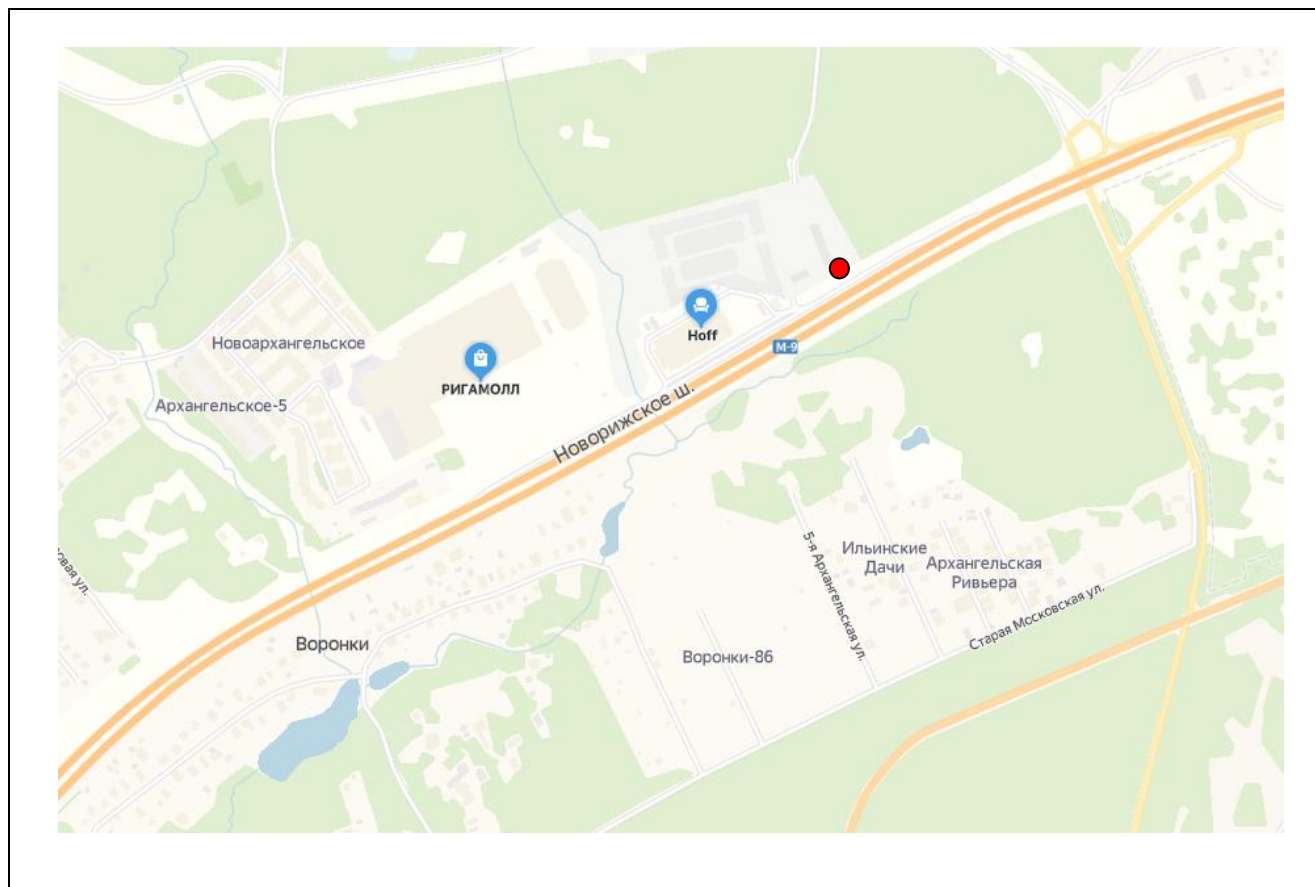 Hoff
М-9
Новоархангельское
РИГАМОЛЛ
Архангельское-5
Новорижское ш.
5-я Архангельская ул.
Ильинские
Дачи
Архангельская
Ривьера
Старая Московская ул.
Воронки
Воронки-86